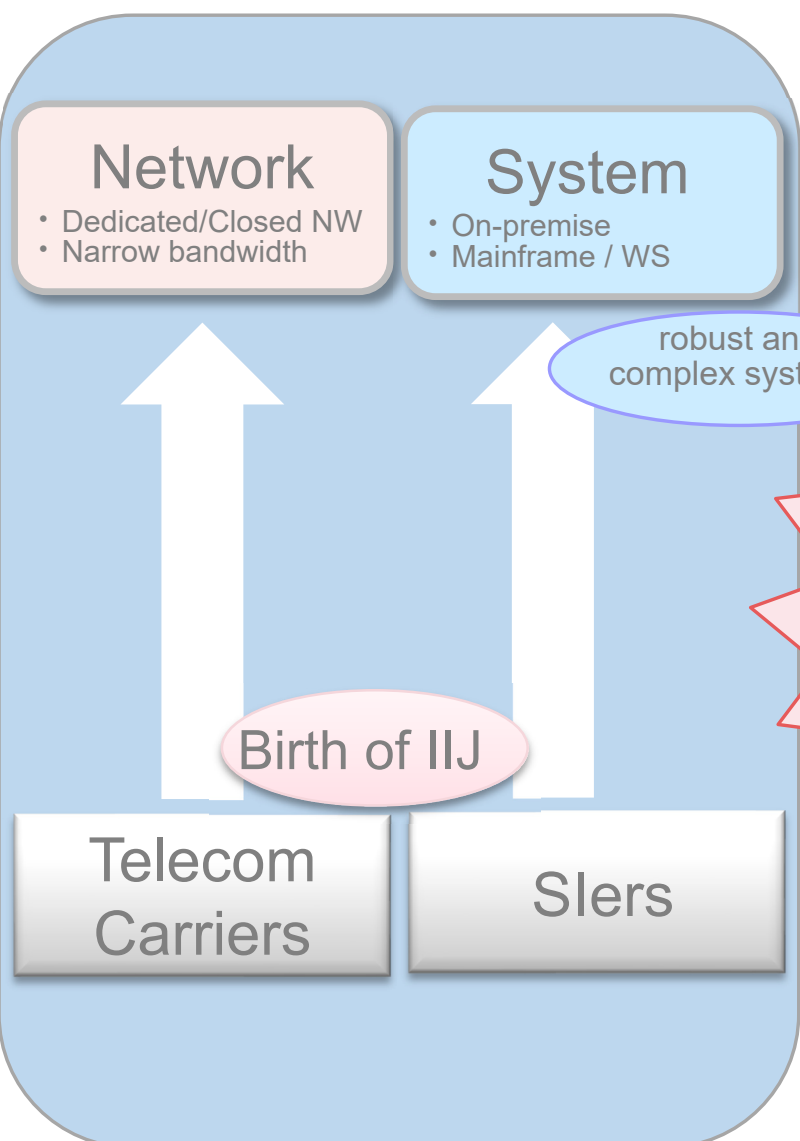 Network
• Dedicated/Closed NW
• Narrow bandwidth
System
• On-premise
• Mainframe / WS
robust an
complex syst
Birth of IIJ
Telecom
Carriers
SIers